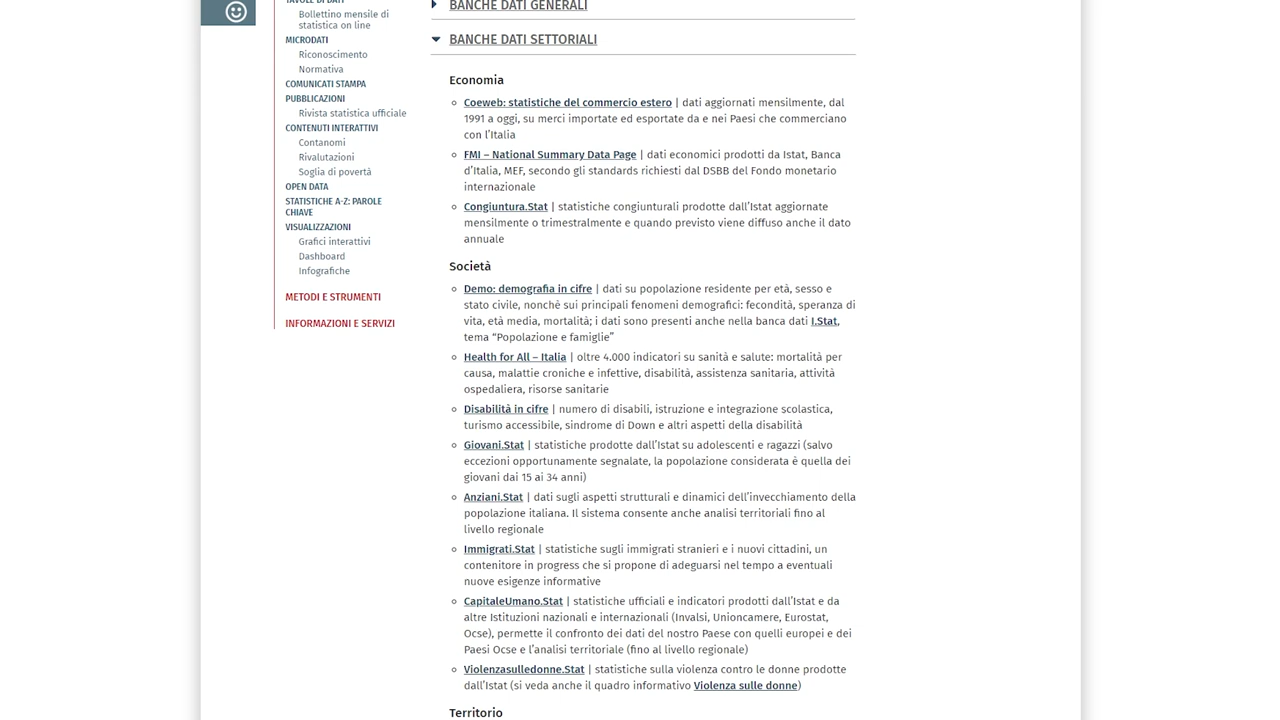 TAVOLE DI DATI
Bollettino mensile di
statistica on line
MICRODATI
Riconoscimento
Normativa
COMUNICATI STAMPA
PUBBLICAZIONI
Rivista statistica ufficiale
CONTENUTI INTERATTIVI
Contanomi
Rivalutazioni
Soglia di povertà
OPEN DATA
STATISTICHE A-Z: PAROLE
CHIAVE
VISUALIZZAZIONI
Grafici interattivi
Dashboard
Infografiche
METODI E STRUMENTI
INFORMAZIONI E SERVIZI
BANCHE DATI GENERALI
BANCHE DATI SETTORIALI
Economia
Coeweb: statistiche del commercio estero | dati aggiornati mensilmente, dal
1991 a oggi, su merci importate ed esportate da e nei Paesi che commerciano
con l'Italia
FMI – National Summary Data Page | dati economici prodotti da Istat, Banca
d'Italia, MEF, secondo gli standards richiesti dal DSBB del Fondo monetario
internazionale
Congiuntura.Stat | statistiche congiunturali prodotte dall'Istat aggiornate
mensilmente o trimestralmente e quando previsto viene diffuso anche il dato
annuale
Società
Demo: demografia in cifre | dati su popolazione residente per età, sesso e
stato civile, nonché sui principali fenomeni demografici: fecondità, speranza di
vita, età media, mortalità; i dati sono presenti anche nella banca dati I.Stat,
tema “Popolazione e famiglie”
Health for All – Italia | oltre 4.000 indicatori su sanità e salute: mortalità per
causa, malattie croniche e infettive, disabilità, assistenza sanitaria, attività
ospedaliera, risorse sanitarie
Disabilità in cifre | numero di disabili, istruzione e integrazione scolastica,
turismo accessibile, sindrome di Down e altri aspetti della disabilità
Giovani.Stat | statistiche prodotte dall'Istat su adolescenti e ragazzi (salvo
eccezioni opportunamente segnalate, la popolazione considerata è quella dei
giovani dai 15 ai 34 anni)
Anziani.Stat | dati sugli aspetti strutturali e dinamici dell'invecchiamento della
popolazione italiana. Il sistema consente anche analisi territoriali fino al
livello regionale
Immigrati.Stat | statistiche sugli immigrati stranieri e i nuovi cittadini, un
contenitore in progress che si propone di adeguarsi nel tempo a eventuali
nuove esigenze informative
CapitaleUmano.Stat | statistiche ufficiali e indicatori prodotti dall'Istat e da
altre Istituzioni nazionali e internazionali (Invalsi, Unioncamere, Eurostat,
Ocse), permette il confronto dei dati del nostro Paese con quelli europei e dei
Paesi Ocse e l'analisi territoriale (fino al livello regionale)
Violenzasulledonne.Stat | statistiche sulla violenza contro le donne prodotte
dall'Istat (si veda anche il quadro informativo Violenza sulle donne)
Territorio